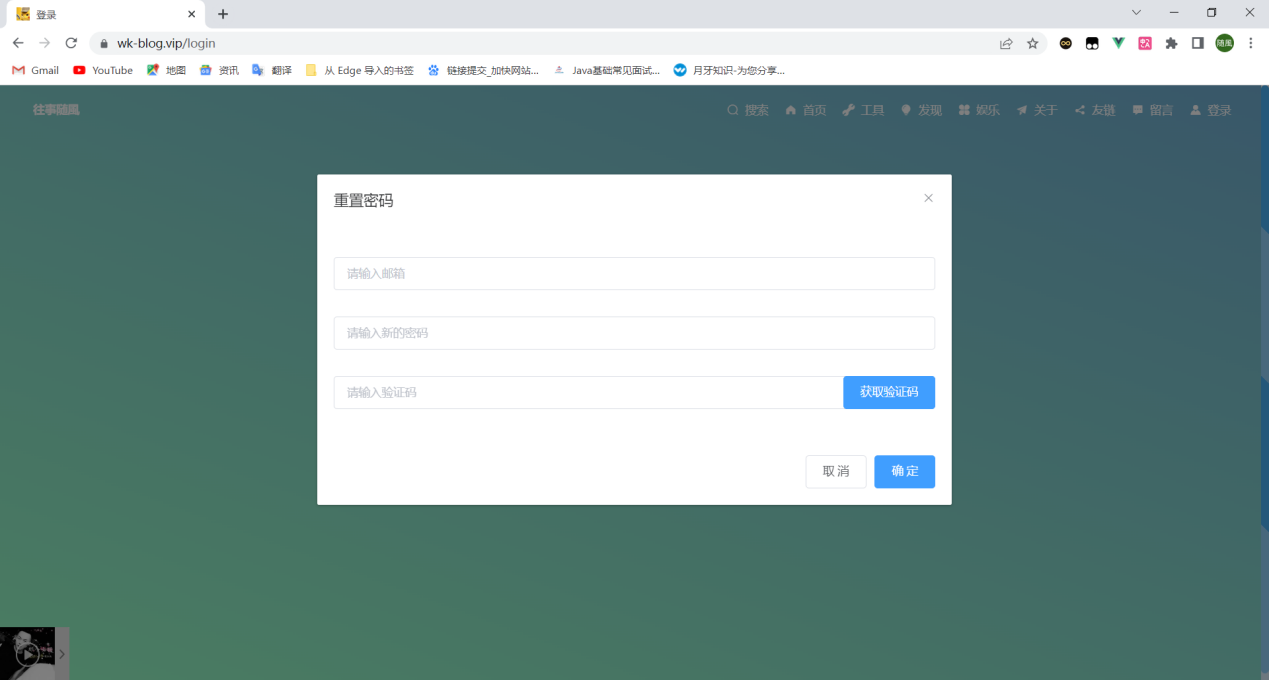 登录
wk-blog.vip/login
随風
Gmail YouTube 地图 资讯 翻译 从 Edge 导入的书签 链接提交_加快网站... Java基础常见面试... 月牙知识-为您分享...
往事随風
搜索 首页 工具 发现 娱乐 关于 友链 留言 登录
重置密码
请输入邮箱
请输入新的密码
请输入验证码
获取验证码
取 消 确 定